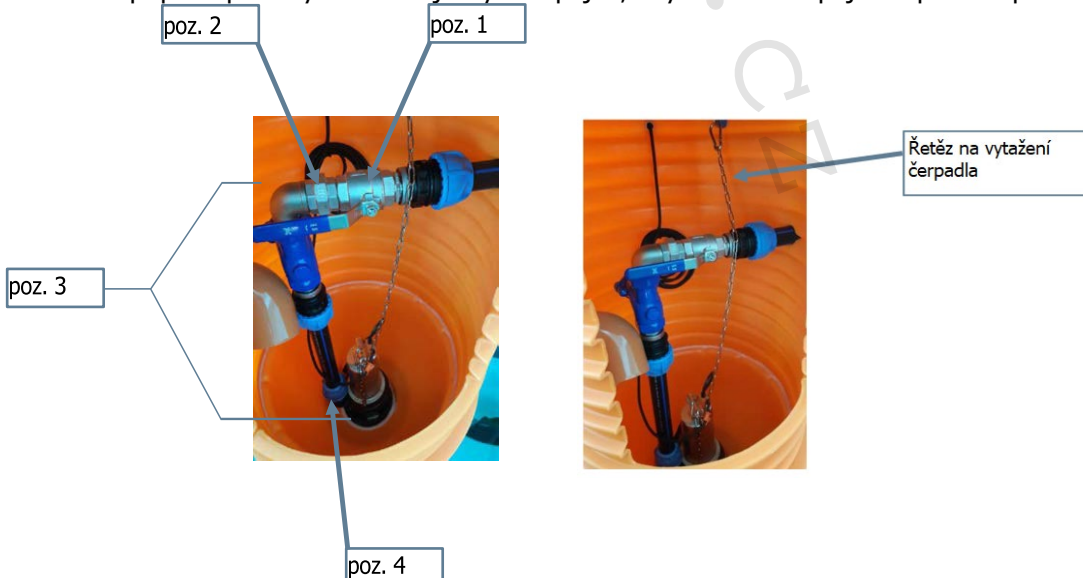 poz. 2
poz. 1
Řetěz na vytažení
čerpadla
poz. 3
poz. 4